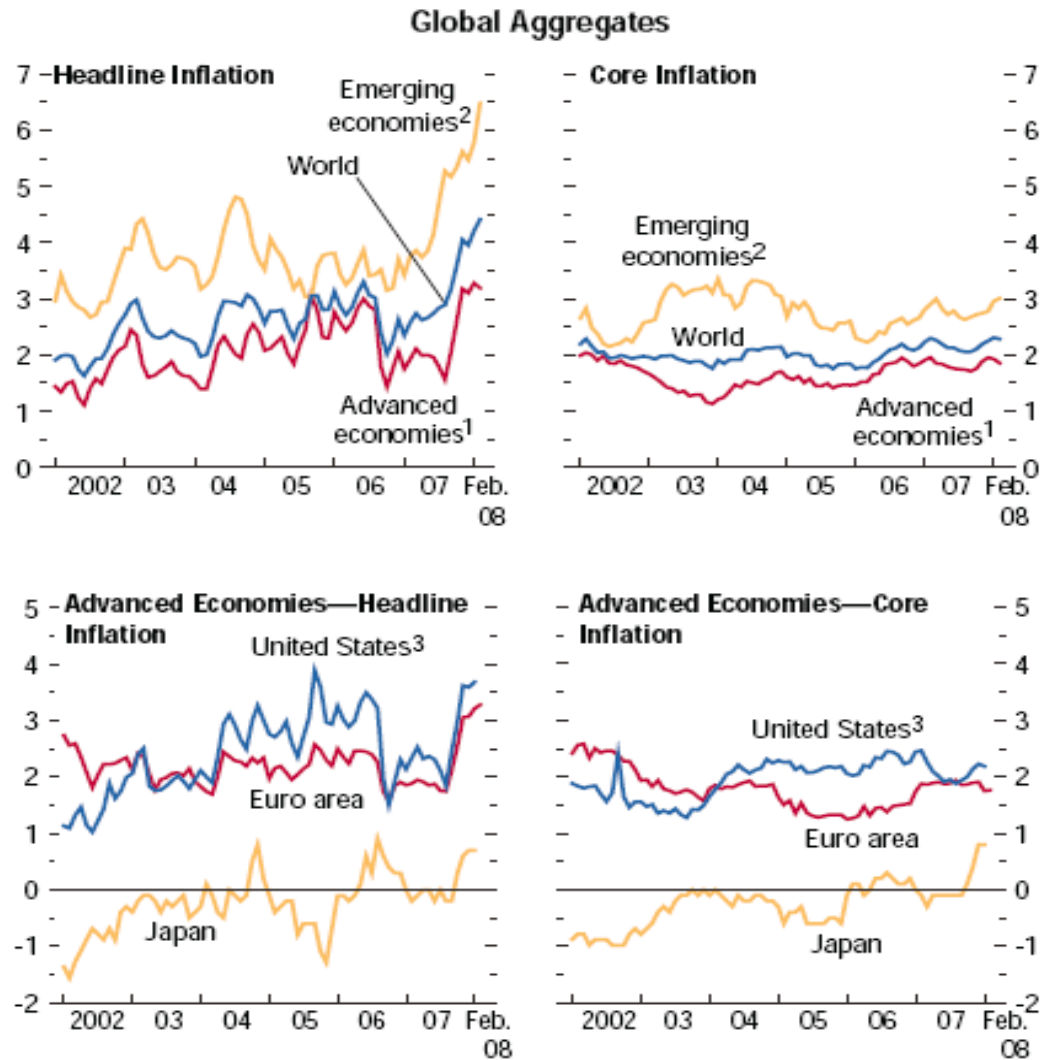 Global Aggregates
7
Headline Inflation
6
5
4
3
2
1
0
Emerging
economies2
World
Advanced
economies1
2002 03 04 05 06 07 Feb.
08
Core Inflation
7
6
5
4
3
2
1
0
Emerging
economies2
World
Advanced
economies1
2002 03 04 05 06 07 Feb.
08
5
Advanced Economies—Headline
Inflation
4
3
2
1
0
-1
-2
United States3
Euro area
Japan
2002 03 04 05 06 07 Feb.
08
Advanced Economies—Core
Inflation
5
4
3
2
1
0
-1
-2
United States3
Euro area
Japan
2002 03 04 05 06 07 Feb.
08